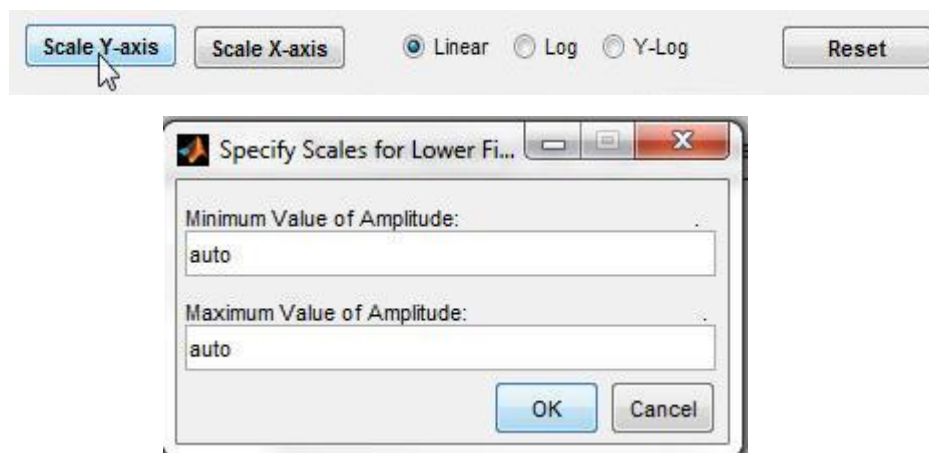 Scale Y-axis Scale X-axis Linear Log Y-Log Reset
Specify Scales for Lower Fi...
Minimum Value of Amplitude: .
auto
Maximum Value of Amplitude: .
auto
OK Cancel